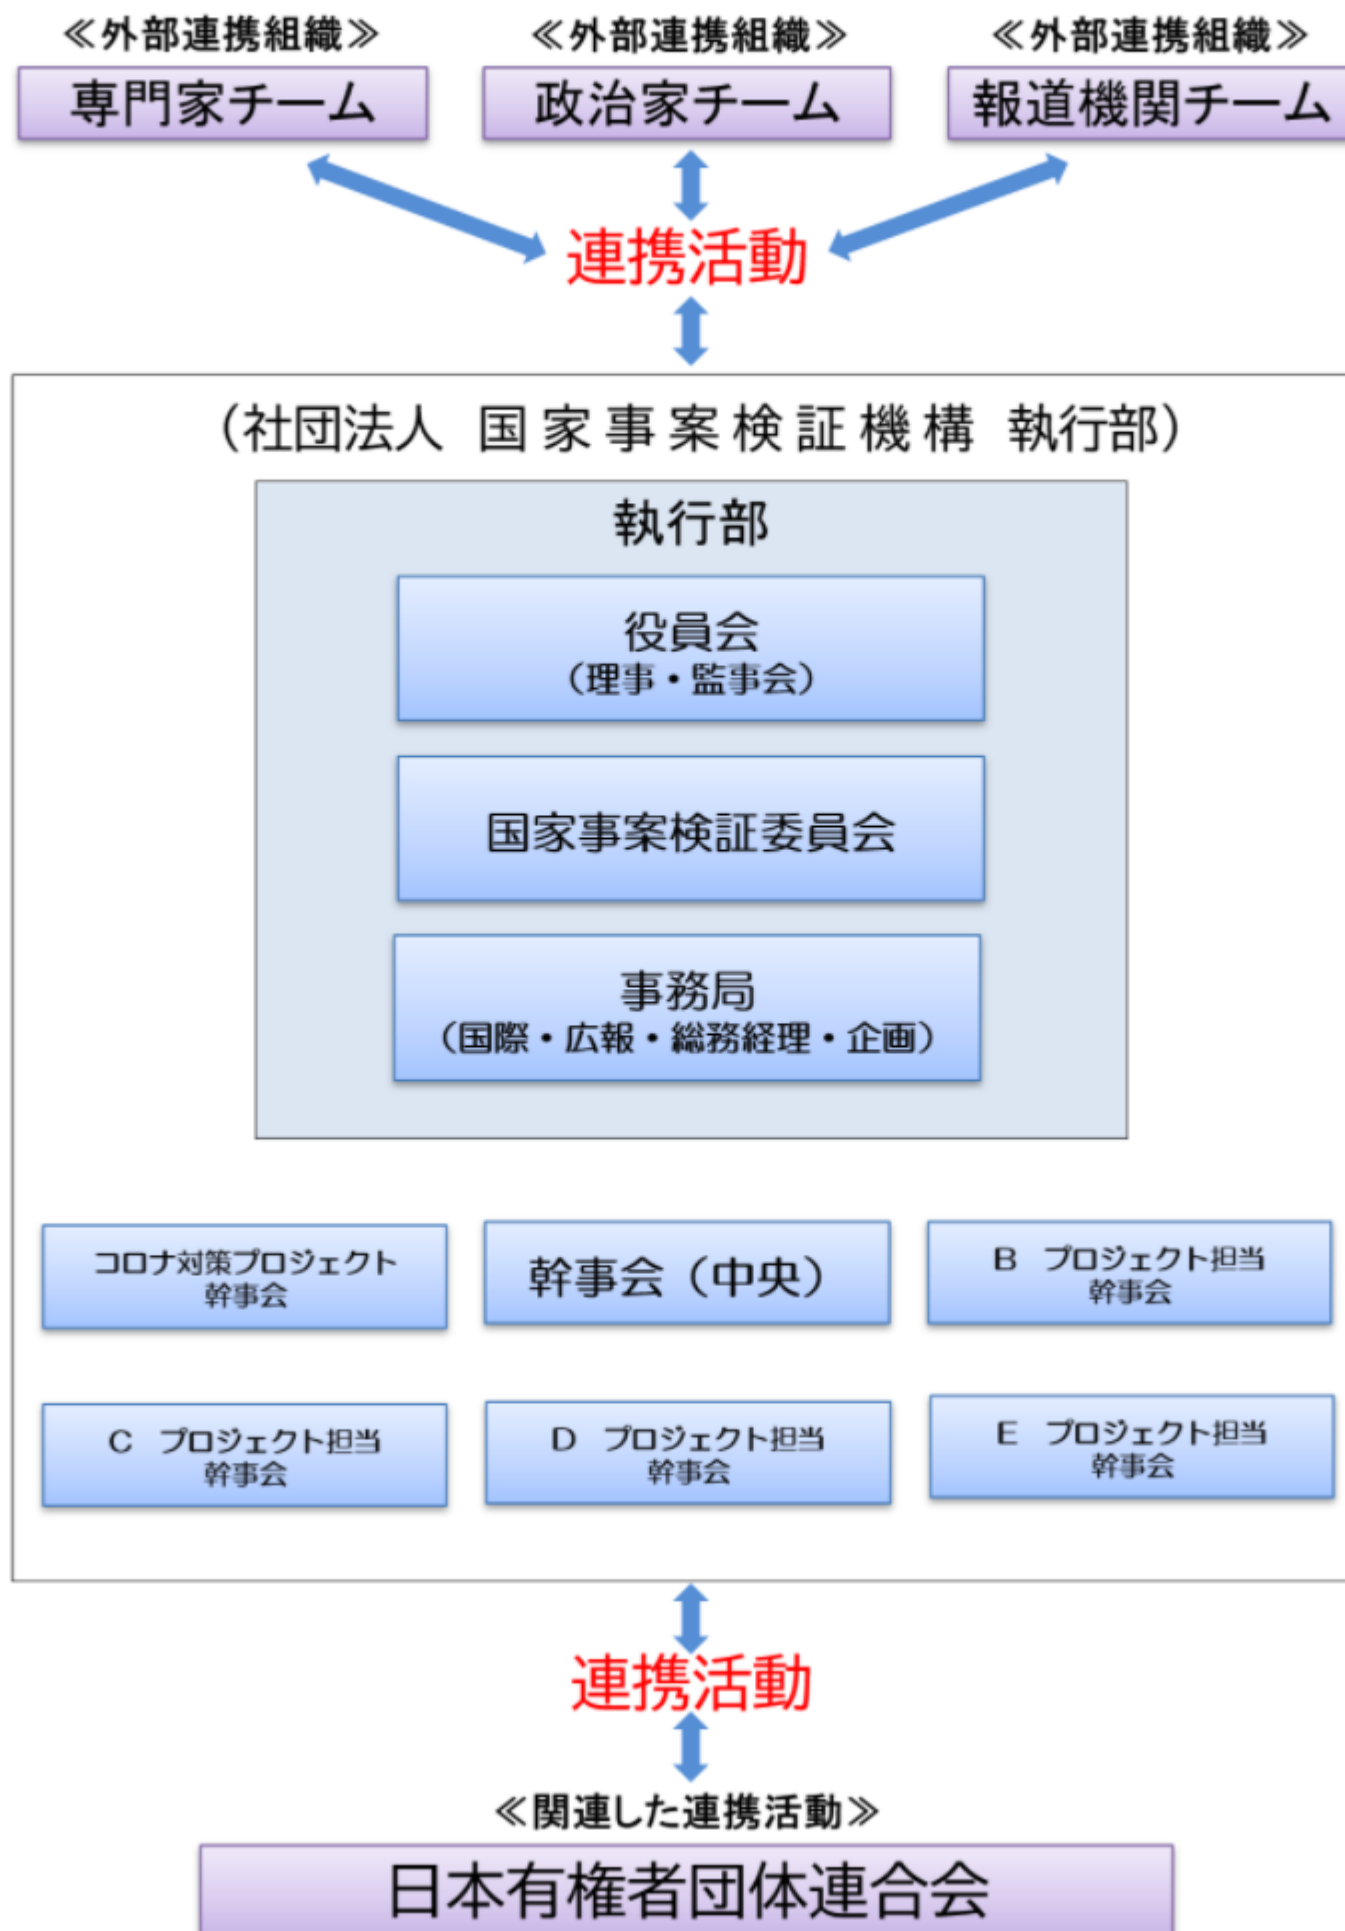 ≪外部連携組織≫ ≪外部連携組織≫ ≪外部連携組織≫
専門家チーム 政治家チーム 報道機関チーム
連携活動
（社団法人 国家事案検証機構 執行部）
執行部
役員会
（理事・監事会）
国家事案検証委員会
事務局
（国際・広報・総務経理・企画）
コロナ対策プロジェクト
幹事会
幹事会（中央）
B プロジェクト担当
幹事会
C プロジェクト担当
幹事会
D プロジェクト担当
幹事会
E プロジェクト担当
幹事会
連携活動
≪関連した連携活動≫
日本有権者団体連合会